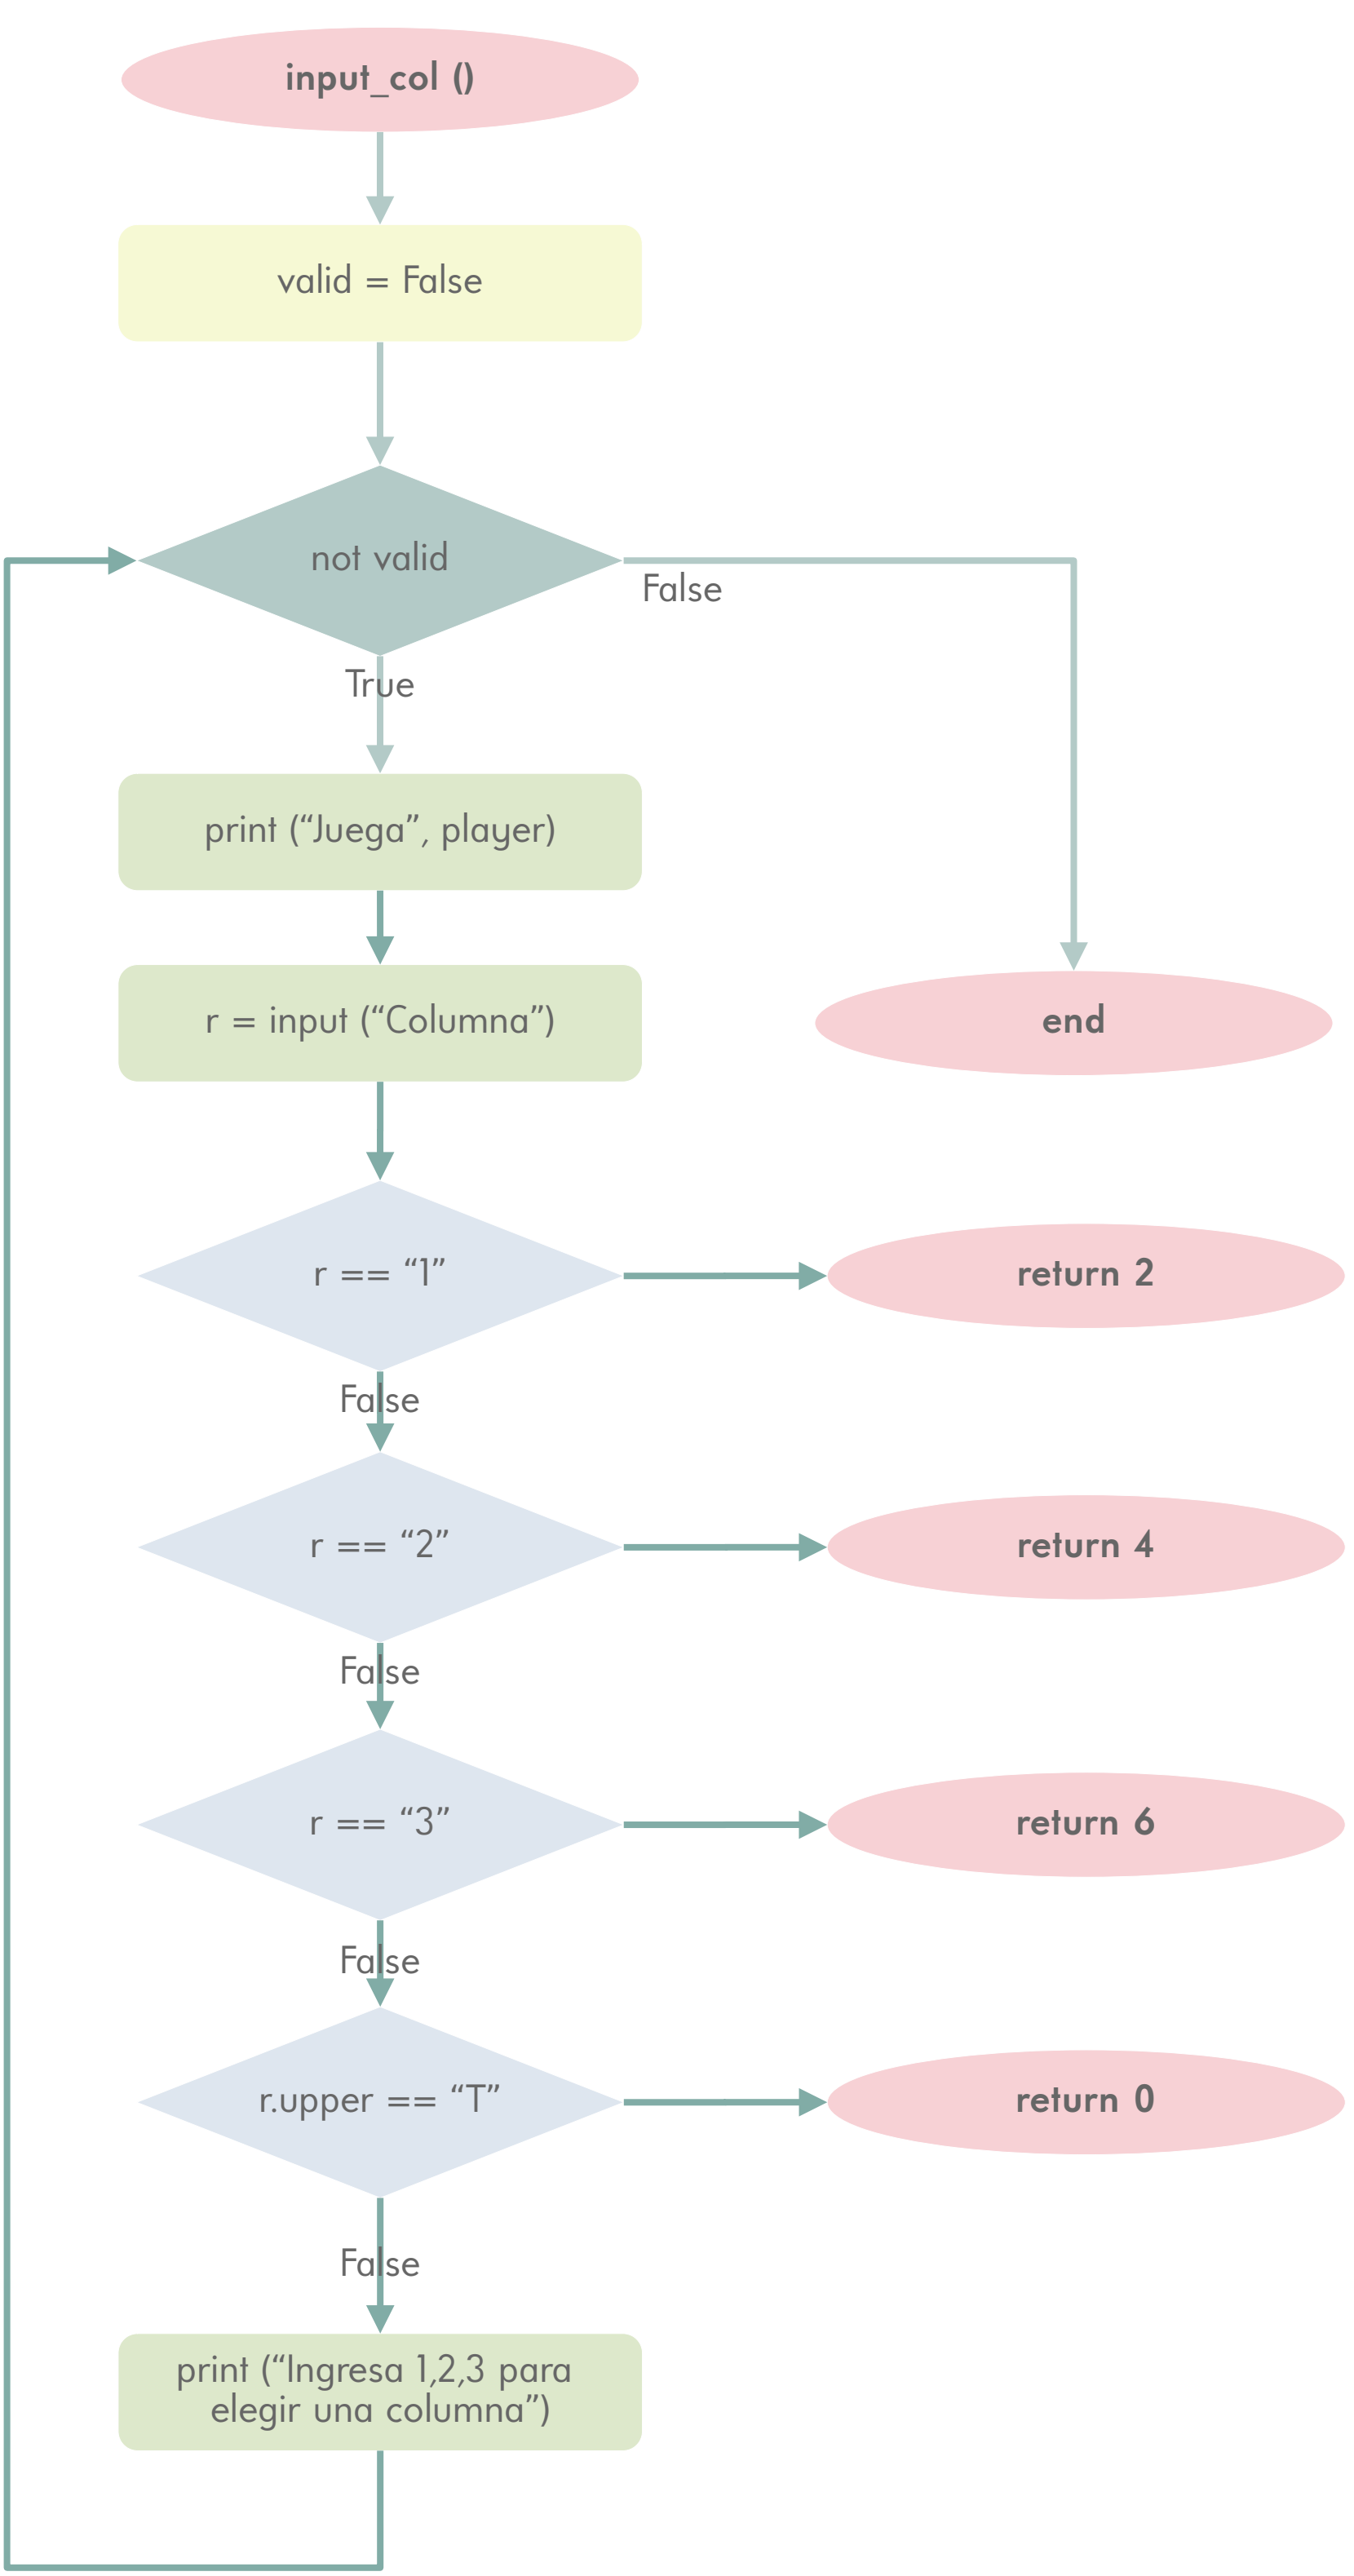 input_col ()
valid = False
not valid
False
True
print (“Juega”, player)
r = input (“Columna”)
end
r == “1”
return 2
False
r == “2”
return 4
False
r == “3”
return 6
False
r.upper == “T”
return 0
False
print (“Ingresa 1,2,3 para
elegir una columna”)